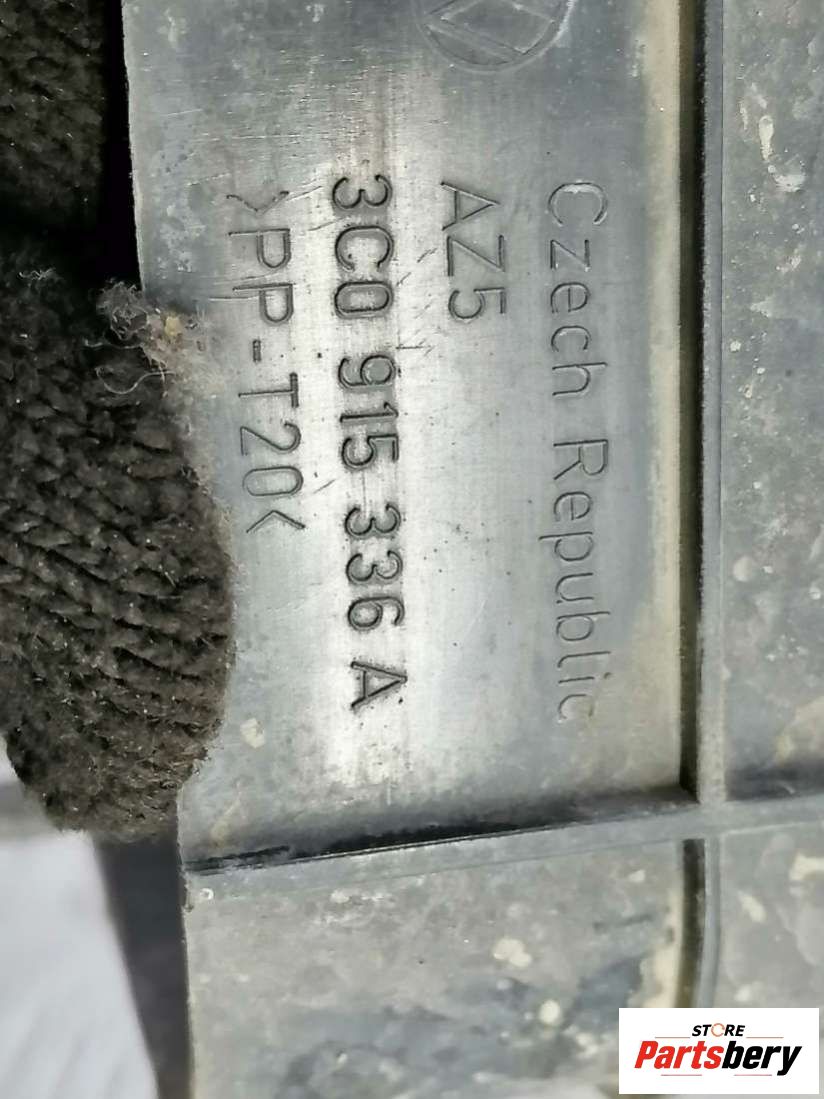 Czech Republic
AZ5
3C0 915 336 A
>PP-T20<
STORE
Partsbery